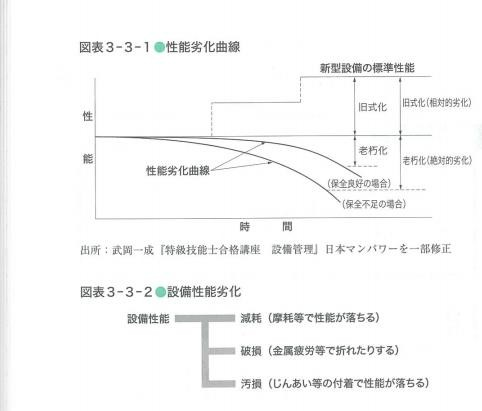 図表3-3-1●性能劣化曲線
新型設備の標準性能
旧式化
旧式化(相対的劣化)
性能
老朽化
老朽化(絶対的劣化)
性能劣化曲線
(保全良好の場合)
(保全不足の場合)
時間
出所：武岡一成『特級技能士合格講座　設備管理』日本マンパワーを一部修正
図表3-3-2●設備性能劣化
設備性能
減耗（摩耗等で性能が落ちる）
破損（金属疲労等で折れたりする）
汚損（じんあい等の付着で性能が落ちる）